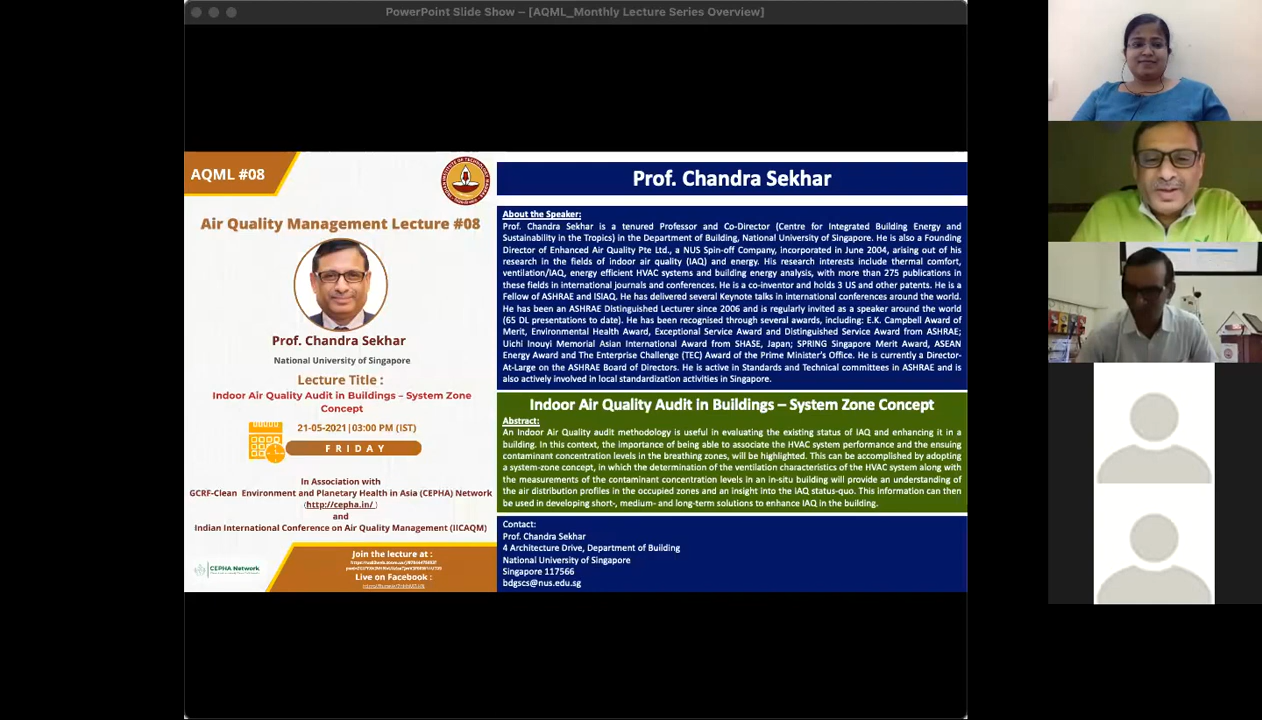 PowerPoint Slide Show – [AQML_Monthly Lecture Series Overview]
AQML #08
Air Quality Management Lecture #08
Prof. Chandra Sekhar
National University of Singapore
Lecture Title :
Indoor Air Quality Audit in Buildings – System Zone
Concept
21-05-2021|03:00 PM (IST)
FRIDAY
In Association with
GCRF-Clean Environment and Planetary Health in Asia (CEPHA) Network
(http://cepha.in/ )
and
Indian International Conference on Air Quality Management (IICAQM)
CEPHA Network
Join the lecture at :
Live on Facebook :
Prof. Chandra Sekhar
About the Speaker:
Prof. Chandra Sekhar is a tenured Professor and Co-Director (Centre for Integrated Building Energy and
Sustainability in the Tropics) in the Department of Building, National University of Singapore. He is also a Founding
Director of Enhanced Air Quality Pte Ltd., a NUS Spin-off Company, incorporated in June 2004, arising out of his
research in the fields of indoor air quality (IAQ) and energy. His research interests include thermal comfort,
ventilation/IAQ, energy efficient HVAC systems and building energy analysis, with more than 275 publications in
these fields in international journals and conferences. He is a co-inventor and holds 3 US and other patents. He is a
Fellow of ASHRAE and ISIAQ. He has delivered several Keynote talks in international conferences around the world.
He has been an ASHRAE Distinguished Lecturer since 2006 and is regularly invited as a speaker around the world
(65 DL presentations to date). He has been recognised through several awards, including: E.K. Campbell Award of
Merit, Environmental Health Award, Exceptional Service Award and Distinguished Service Award from ASHRAE;
Uichi Inouyi Memorial Asian International Award from SHASE, Japan; SPRING Singapore Merit Award, ASEAN
Energy Award and The Enterprise Challenge (TEC) Award of the Prime Minister's Office. He is currently a Director-
At-Large on the ASHRAE Board of Directors. He is active in Standards and Technical committees in ASHRAE and is
also actively involved in local standardization activities in Singapore.
Indoor Air Quality Audit in Buildings – System Zone Concept
Abstract:
An Indoor Air Quality audit methodology is useful in evaluating the existing status of IAQ and enhancing it in a
building. In this context, the importance of being able to associate the HVAC system performance and the ensuing
contaminant concentration levels in the breathing zones, will be highlighted. This can be accomplished by adopting
a system-zone concept, in which the determination of the ventilation characteristics of the HVAC system along with
the measurements of the contaminant concentration levels in an in-situ building will provide an understanding of
the air distribution profiles in the occupied zones and an insight into the IAQ status-quo. This information can then
be used in developing short-, medium- and long-term solutions to enhance IAQ in the building.
Contact:
Prof. Chandra Sekhar
4 Architecture Drive, Department of Building
National University of Singapore
Singapore 117566
bdgscs@nus.edu.sg